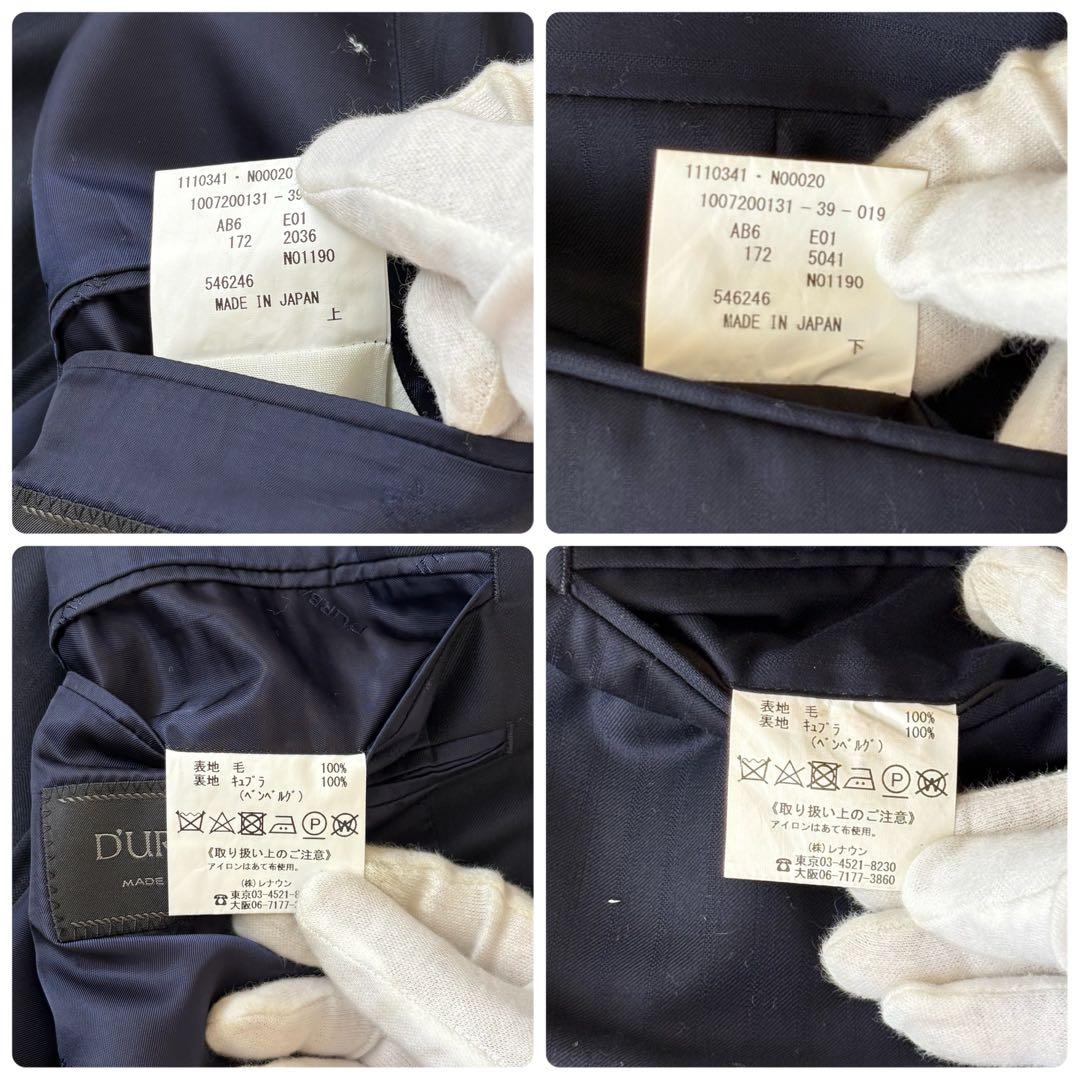 1110341・N00020
1007200131-39
AB6 E01
172 2036
N01190
546246
MADE IN JAPAN
上
1110341・N00020
1007200131-39-019
AB6 E01
172 5041
N01190
546246
MADE IN JAPAN
下
D'UR
MADE
表地 毛 100%
裏地 キュプラ 100%
(ベンベルグ)
P W
《取り扱い上のご注意》
アイロンはあて布使用。
(株)レナウン
☎東京03-4521-8
大阪06-7177-3
表地 毛 100%
裏地 キュプラ 100%
(ベンベルグ)
P W
《取り扱い上のご注意》
アイロンはあて布使用。
(株)レナウン
☎東京03-4521-8230
大阪06-7177-3860